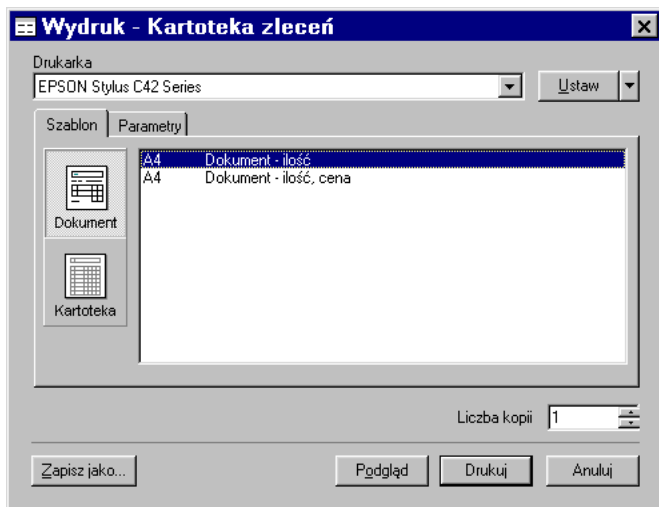 Wydruk - Kartoteka zleceń
Drukarka
EPSON Stylus C42 Series
Ustaw
Szablon
Parametry
A4 Dokument - ilość
A4 Dokument - ilość, cena
Dokument
Kartoteka
Liczba kopii 1
Zapisz jako...
Podgląd
Drukuj
Anuluj